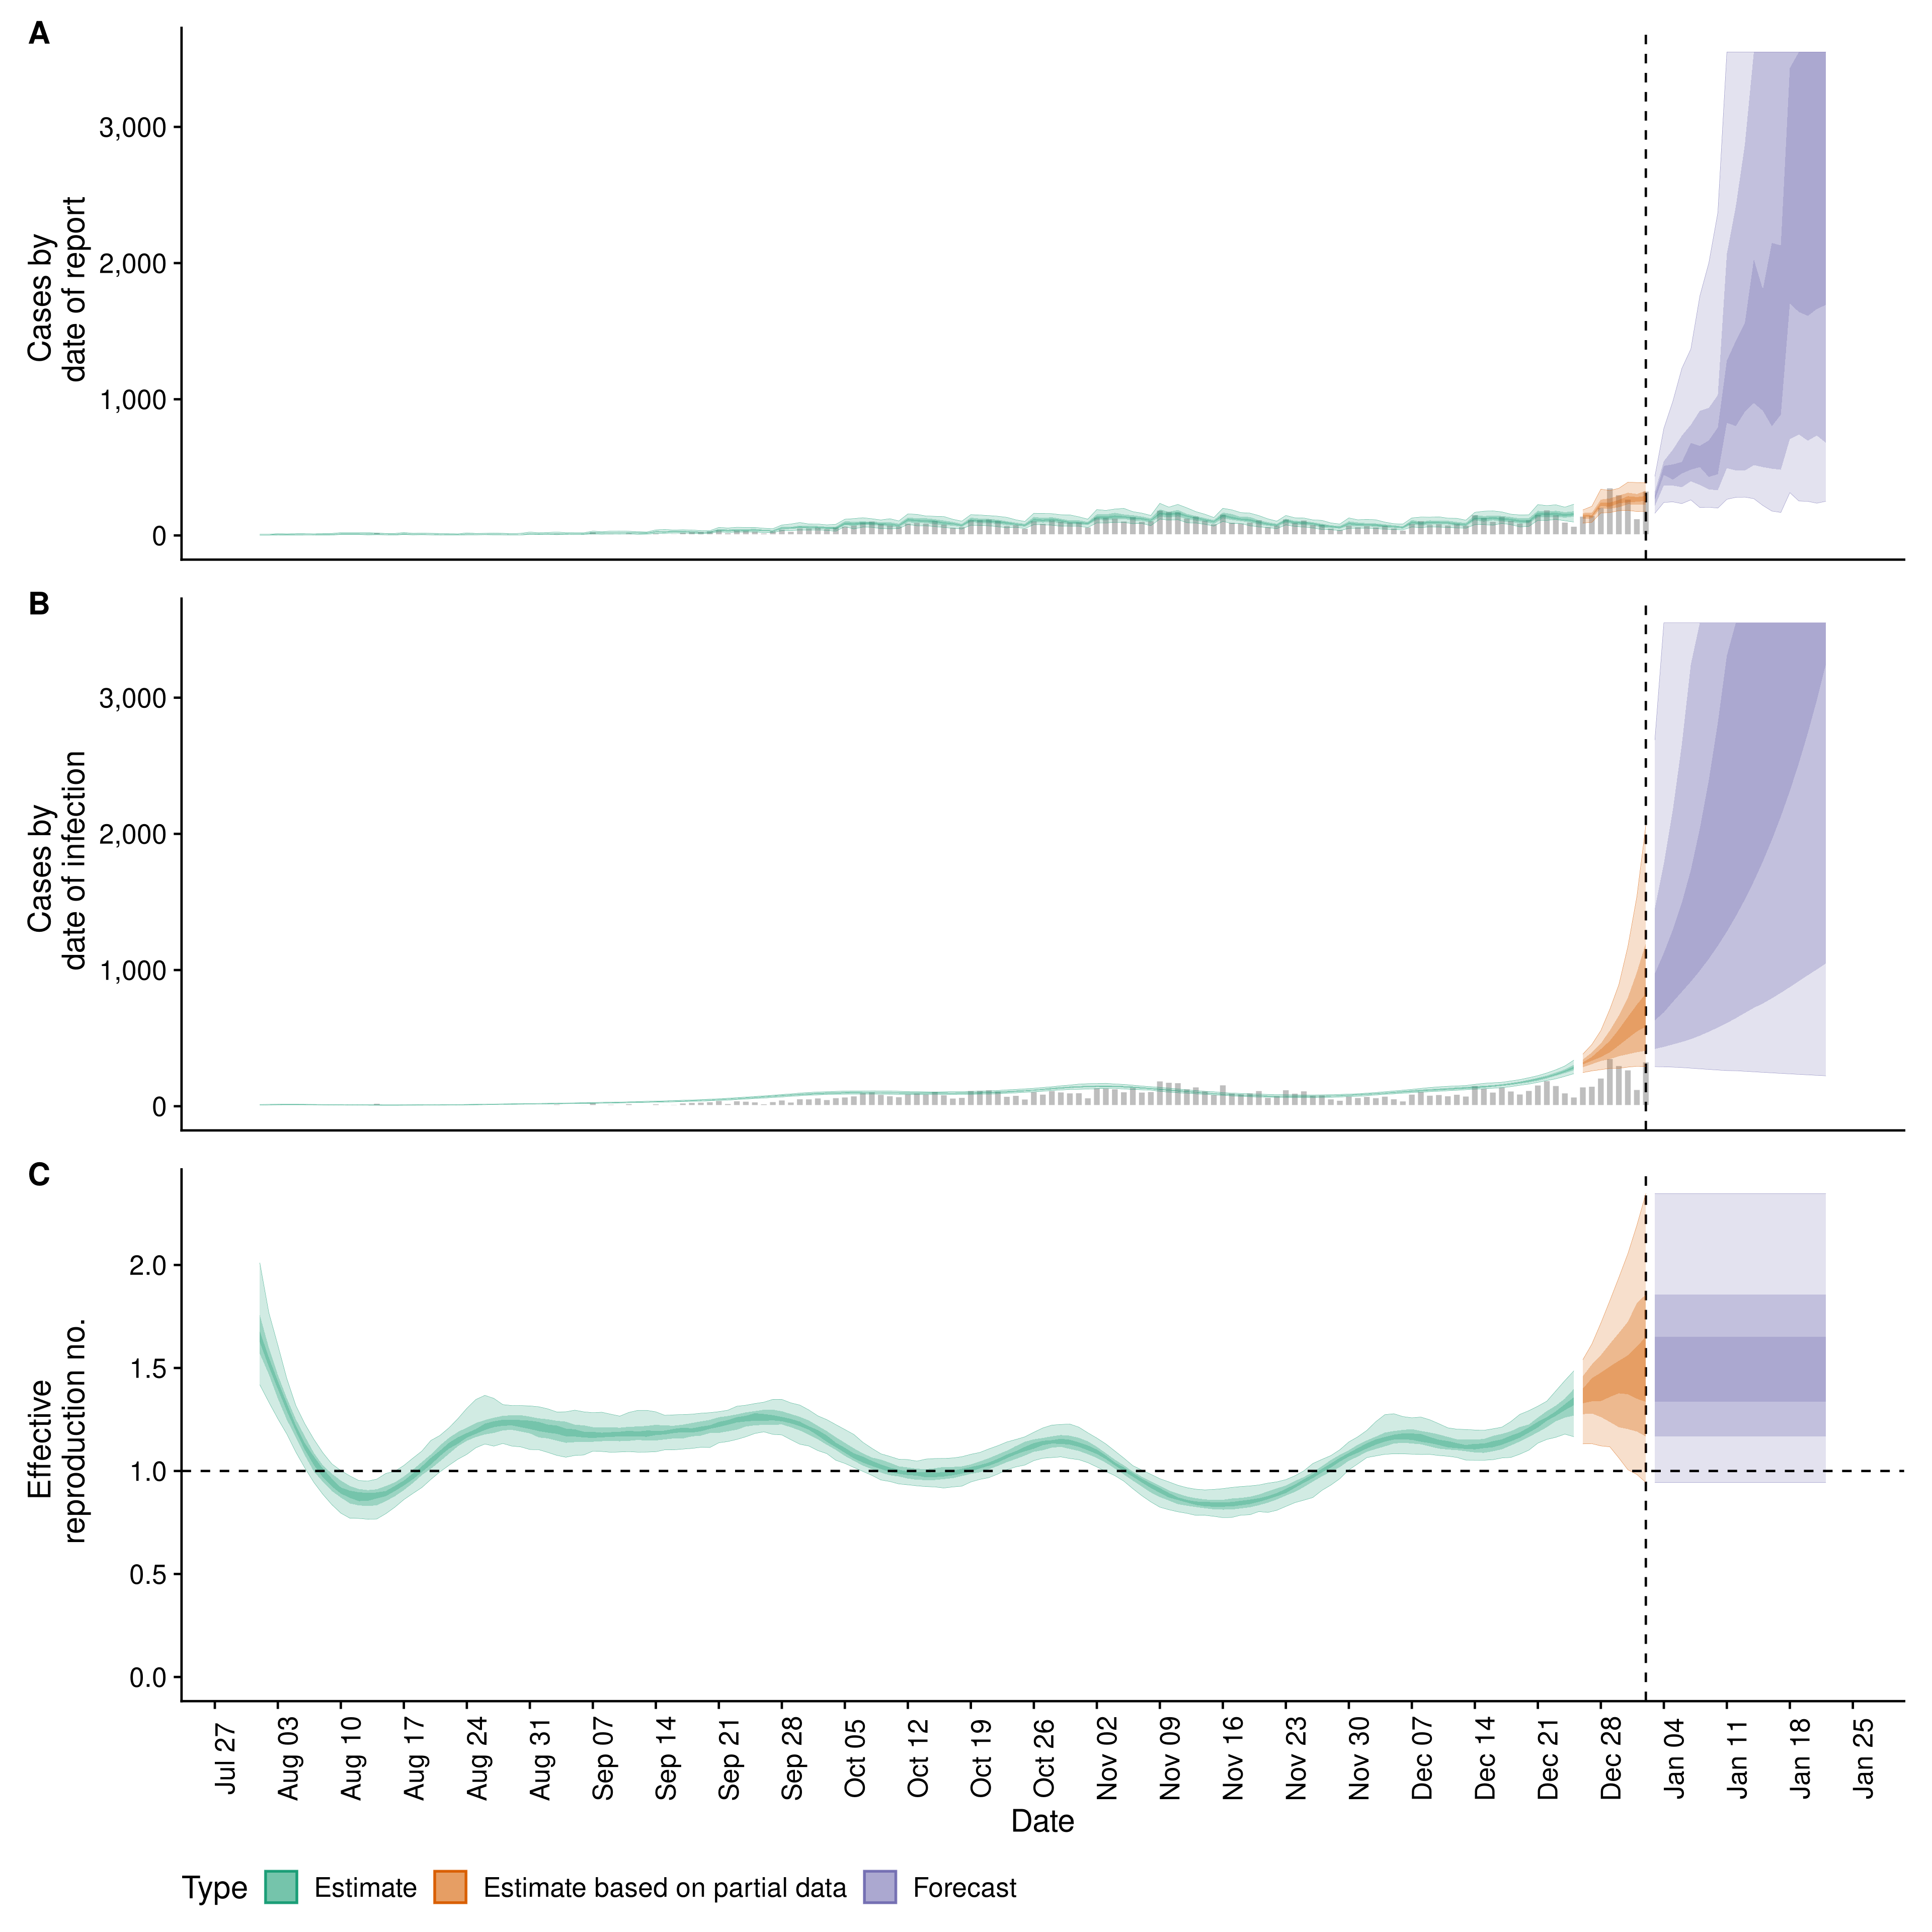 A
Cases by
date of report
3,000
2,000
1,000
0
B
Cases by
date of infection
3,000
2,000
1,000
0
C
Effective
reproduction no.
2.0
1.5
1.0
0.5
0.0
Jul 27
Aug 03
Aug 10
Aug 17
Aug 24
Aug 31
Sep 07
Sep 14
Sep 21
Sep 28
Oct 05
Oct 12
Oct 19
Oct 26
Nov 02
Nov 09
Nov 16
Nov 23
Nov 30
Dec 07
Dec 14
Dec 21
Dec 28
Jan 04
Jan 11
Jan 18
Jan 25
Date
Type Estimate Estimate based on partial data Forecast